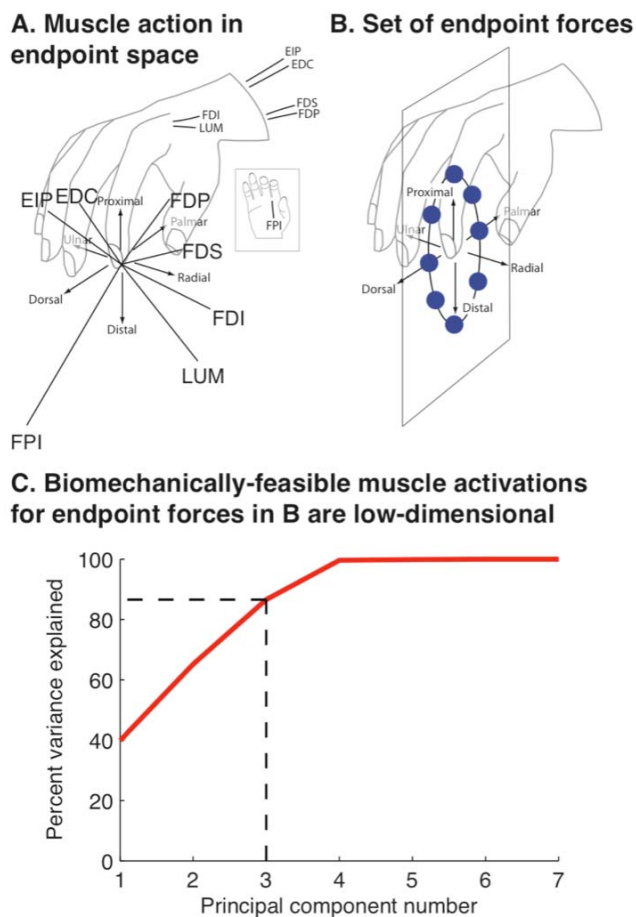 A. Muscle action in
endpoint space
EIP
EDC
FDS
FDP
FDI
LUM
EIP
EDC
Proximal
FDP
Palmar
Ulnar
FDS
Radial
Dorsal
Distal
FDI
LUM
FPI
FPI
B. Set of endpoint forces
Proximal
Palmar
Ulnar
Radial
Dorsal
Distal
C. Biomechanically-feasible muscle activations
for endpoint forces in B are low-dimensional
Percent variance explained
100
80
60
40
20
0
1 2 3 4 5 6 7
Principal component number